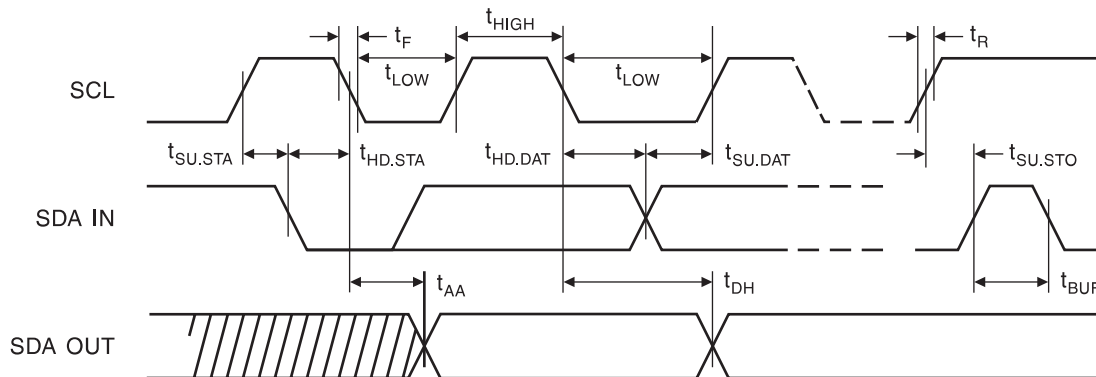 t_HIGH
t_F
t_R
SCL
t_LOW
t_LOW
t_SU.STA
t_HD.STA
t_HD.DAT
t_SU.DAT
t_SU.STO
SDA IN
t_AA
t_DH
t_BUF
SDA OUT